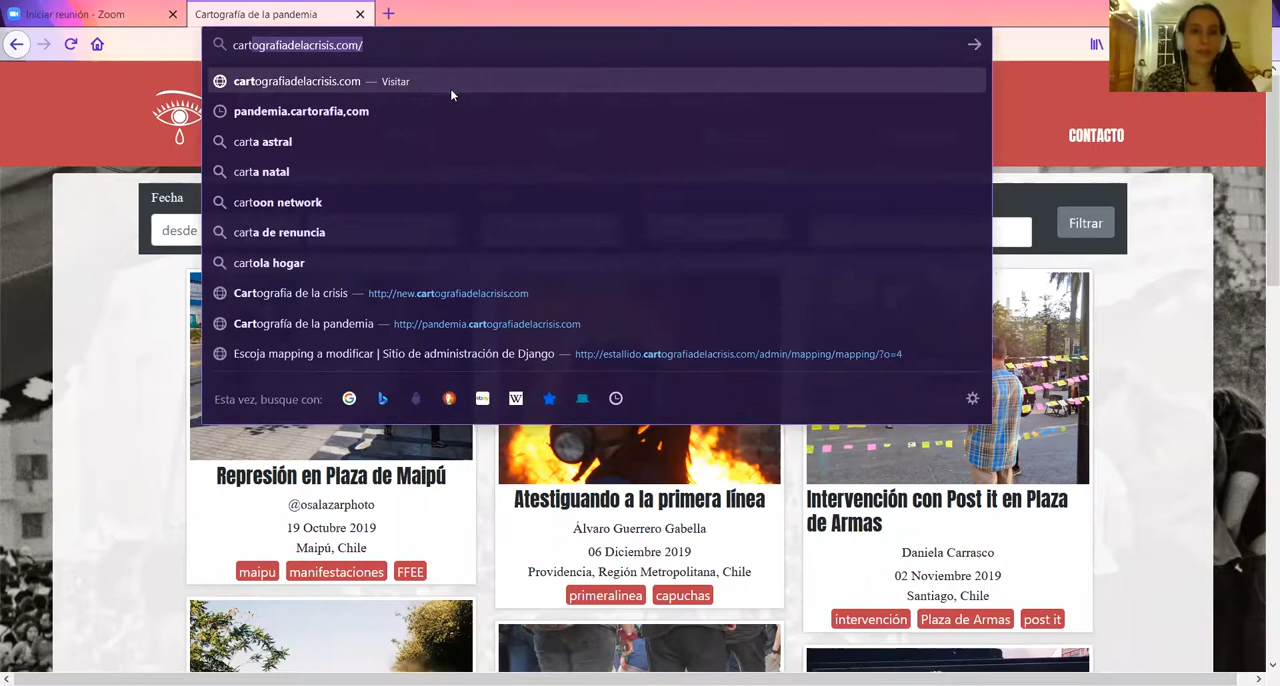 Iniciar reunión - Zoom
Cartografía de la pandemia
cartografiadelacrisis.com/
cartografiadelacrisis.com — Visitar
pandemia.cartorafia,com
carta astral
carta natal
cartoon network
carta de renuncia
cartola hogar
Cartografia de la crisis — http://new.cartografiadelacrisis.com
Cartografía de la pandemia — http://pandemia.cartografiadelacrisis.com
Escoja mapping a modificar | Sitio de administración de Django — http://estallido.cartografiadelacrisis.com/admin/mapping/mapping/?o=4
Esta vez, busque con:
CONTACTO
Fecha
desde
Filtrar
Represión en Plaza de Maipú
@osalazarphoto
19 Octubre 2019
Maipú, Chile
maipu manifestaciones FFEE
Atestiguando a la primera línea
Álvaro Guerrero Gabella
06 Diciembre 2019
Providencia, Región Metropolitana, Chile
primeralinea capuchas
Intervención con Post it en Plaza
de Armas
Daniela Carrasco
02 Noviembre 2019
Santiago, Chile
intervención Plaza de Armas post it